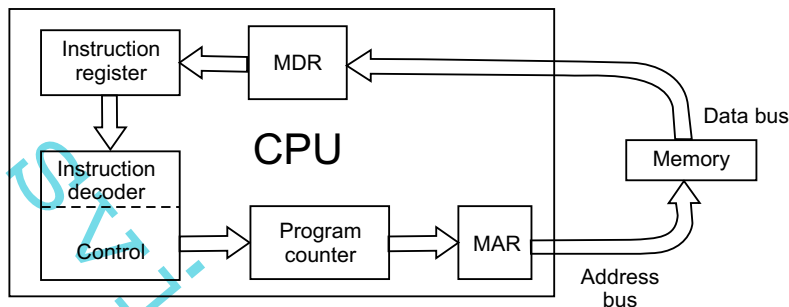 Instruction
register
MDR
CPU
Data bus
Memory
Instruction
decoder
Control
Program
counter
MAR
Address
bus